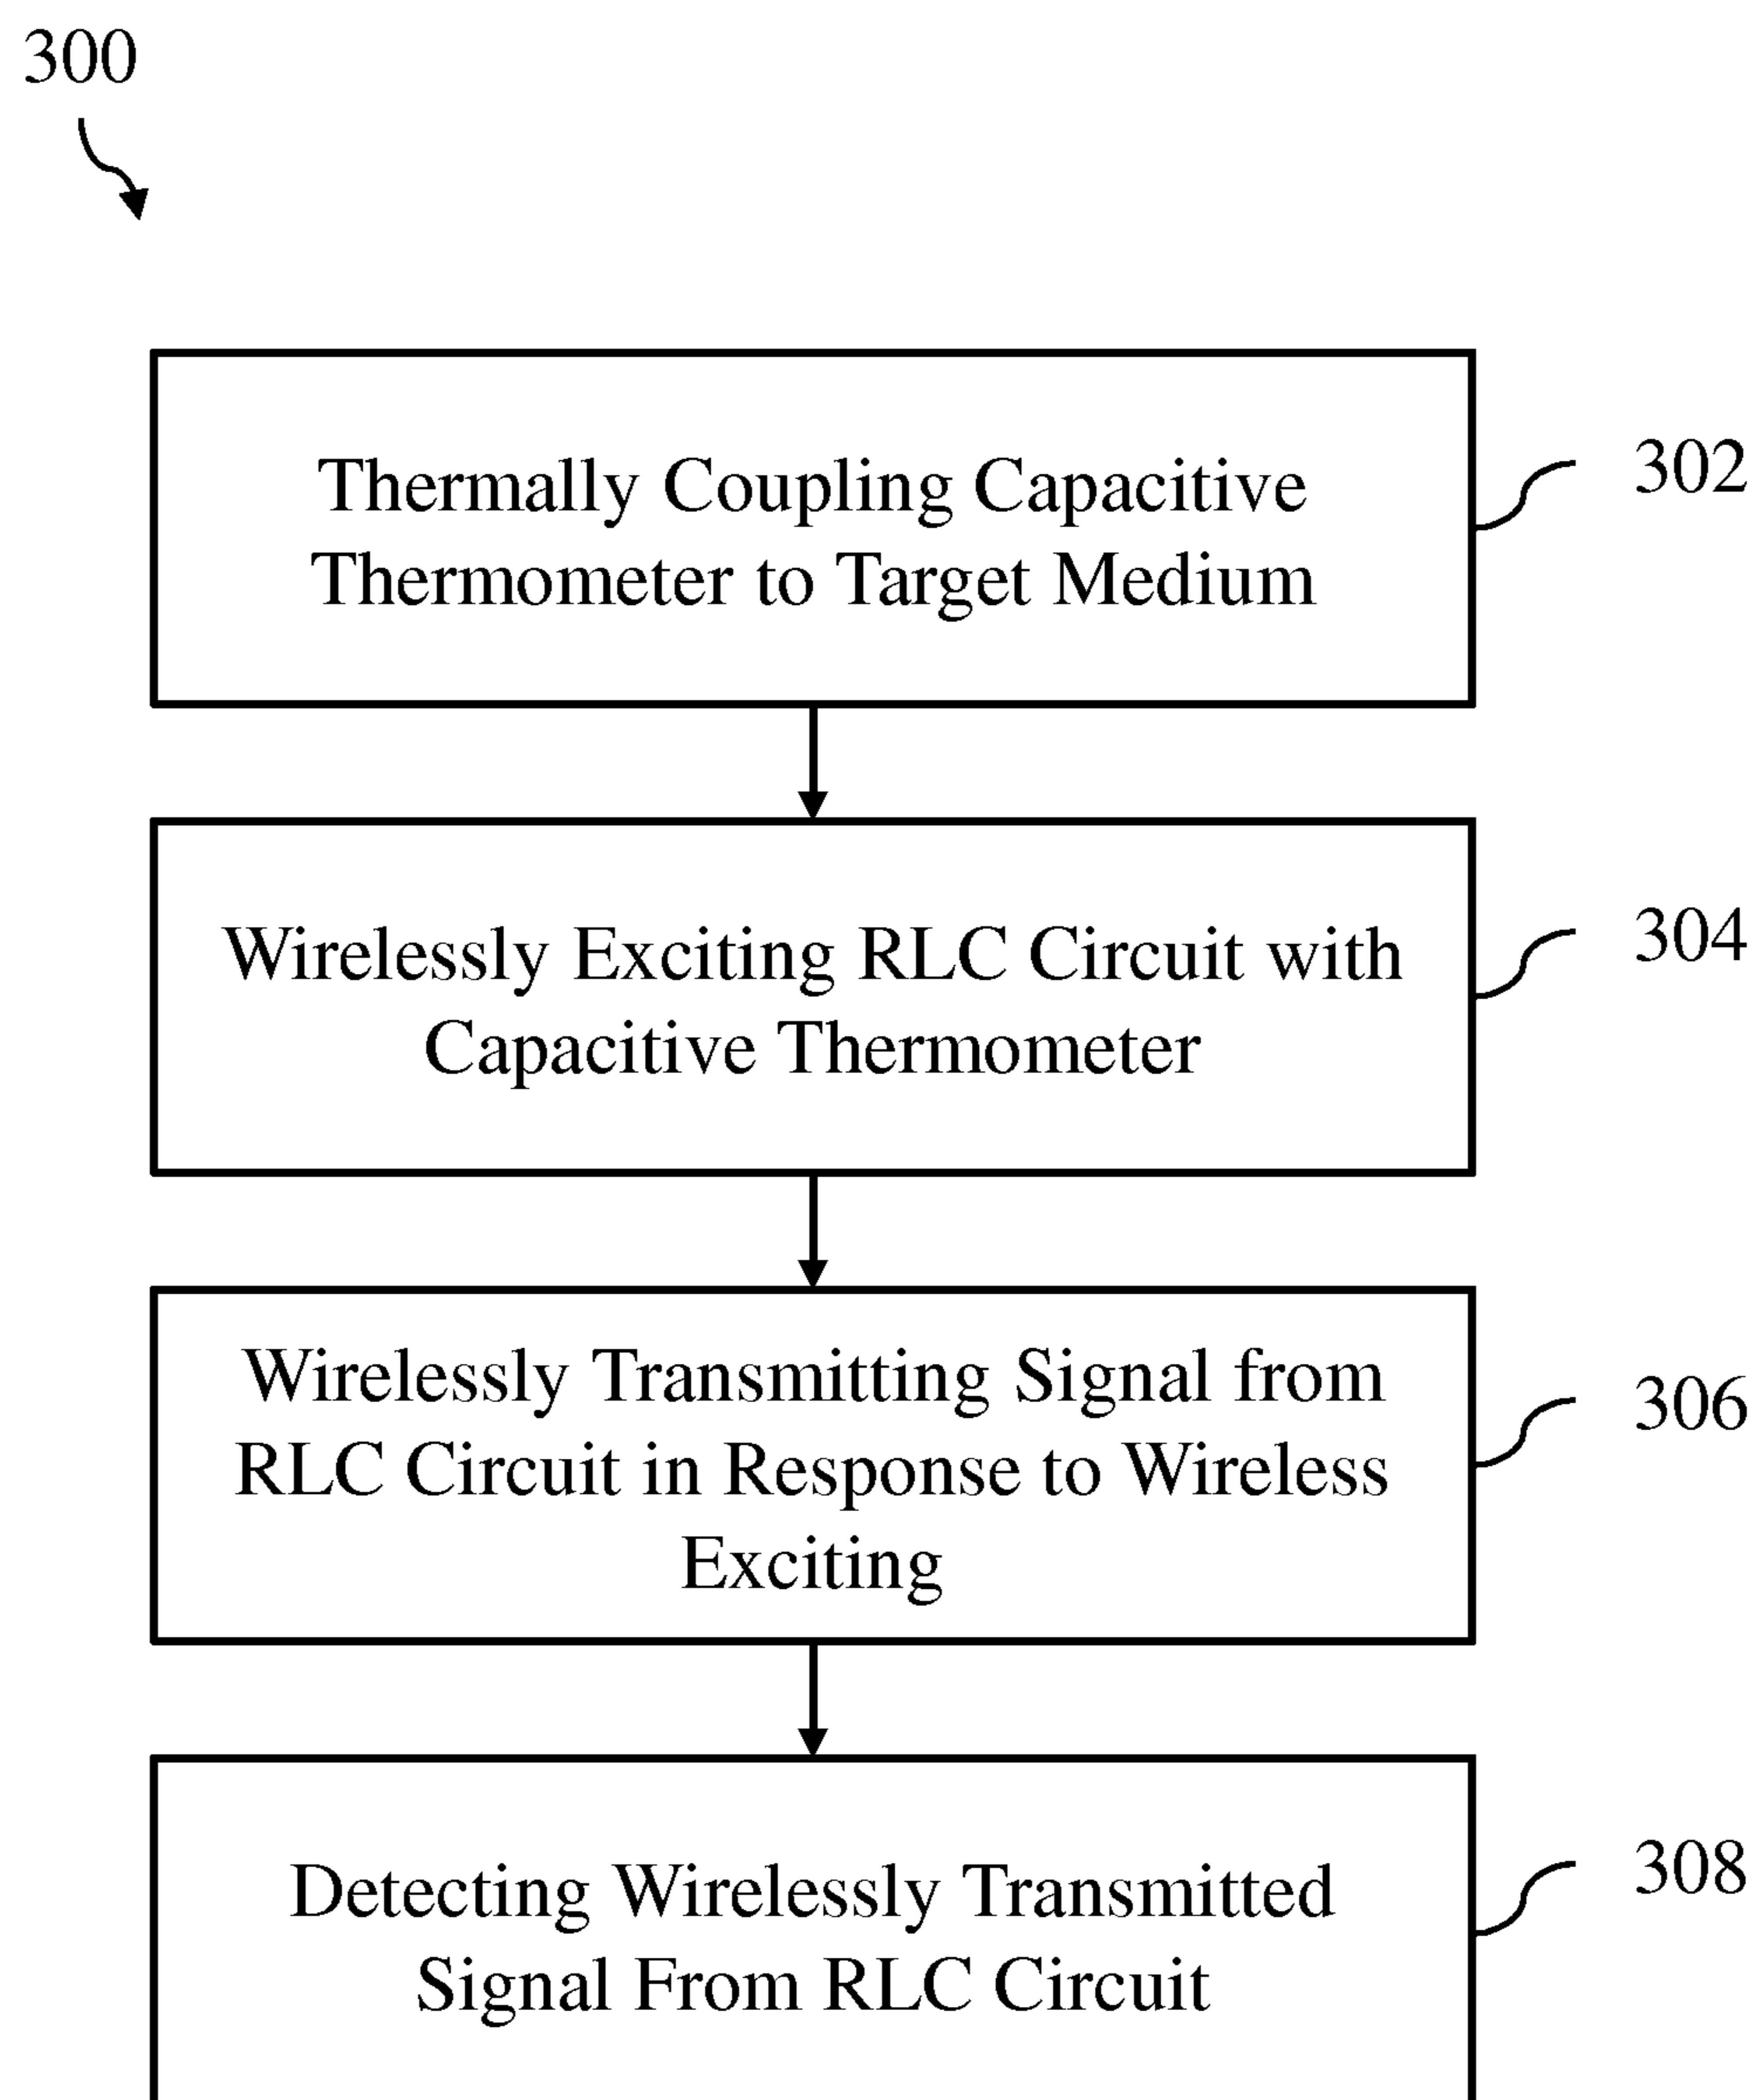 300
Thermally Coupling Capacitive
Thermometer to Target Medium
302
Wirelessly Exciting RLC Circuit with
Capacitive Thermometer
304
Wirelessly Transmitting Signal from
RLC Circuit in Response to Wireless
Exciting
306
Detecting Wirelessly Transmitted
Signal From RLC Circuit
308